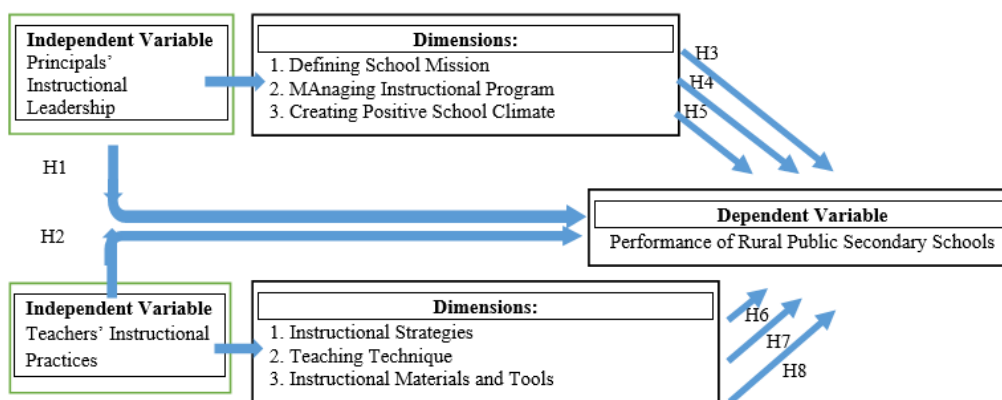 Independent Variable
Principals’
Instructional
Leadership
Dimensions:
1. Defining School Mission
2. MAnaging Instructional Program
3. Creating Positive School Climate
H3
H4
H5
H1
H2
Dependent Variable
Performance of Rural Public Secondary Schools
Independent Variable
Teachers’ Instructional
Practices
Dimensions:
1. Instructional Strategies
2. Teaching Technique
3. Instructional Materials and Tools
H6
H7
H8